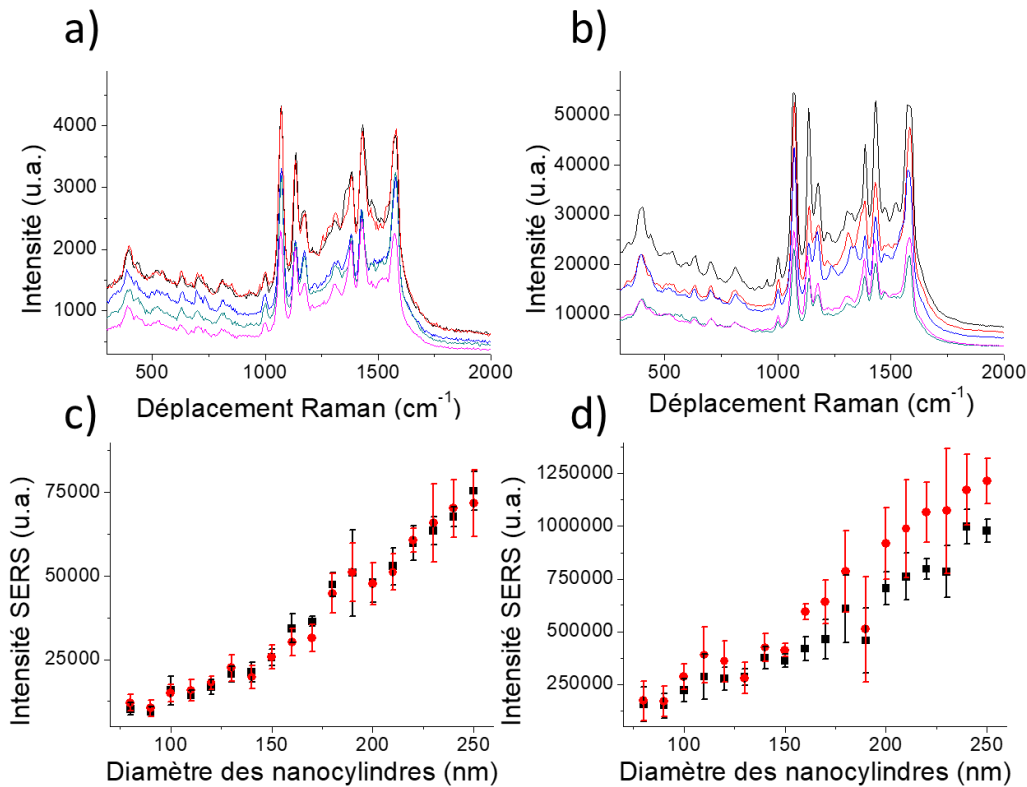 a)
b)
4000
3000
2000
1000
Intensité (u.a.)
500
1000
1500
2000
Déplacement Raman (cm⁻¹)
50000
40000
30000
20000
10000
Intensité (u.a.)
500
1000
1500
2000
Déplacement Raman (cm⁻¹)
c)
d)
75000
50000
25000
Intensité SERS (u.a.)
100
150
200
250
Diamètre des nanocylindres (nm)
1250000
1000000
750000
500000
250000
Intensité SERS (u.a.)
100
150
200
250
Diamètre des nanocylindres (nm)